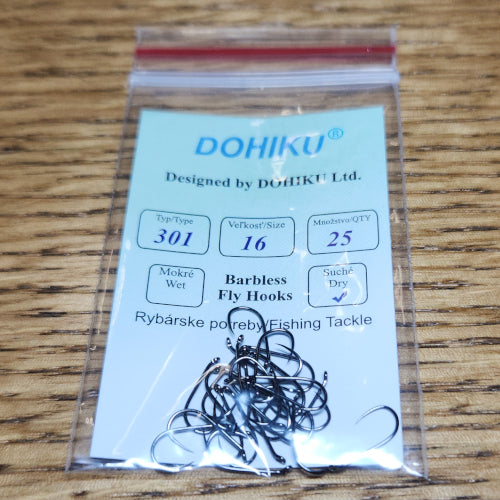 DOHIKU®
Designed by DOHIKU Ltd.
Typ/Type
301
Veľkosť/Size
16
Množstvo/QTY
25
Mokré
Wet
Barbless
Fly Hooks
Suché
Dry
✓
Rybárske potreby/Fishing Tackle